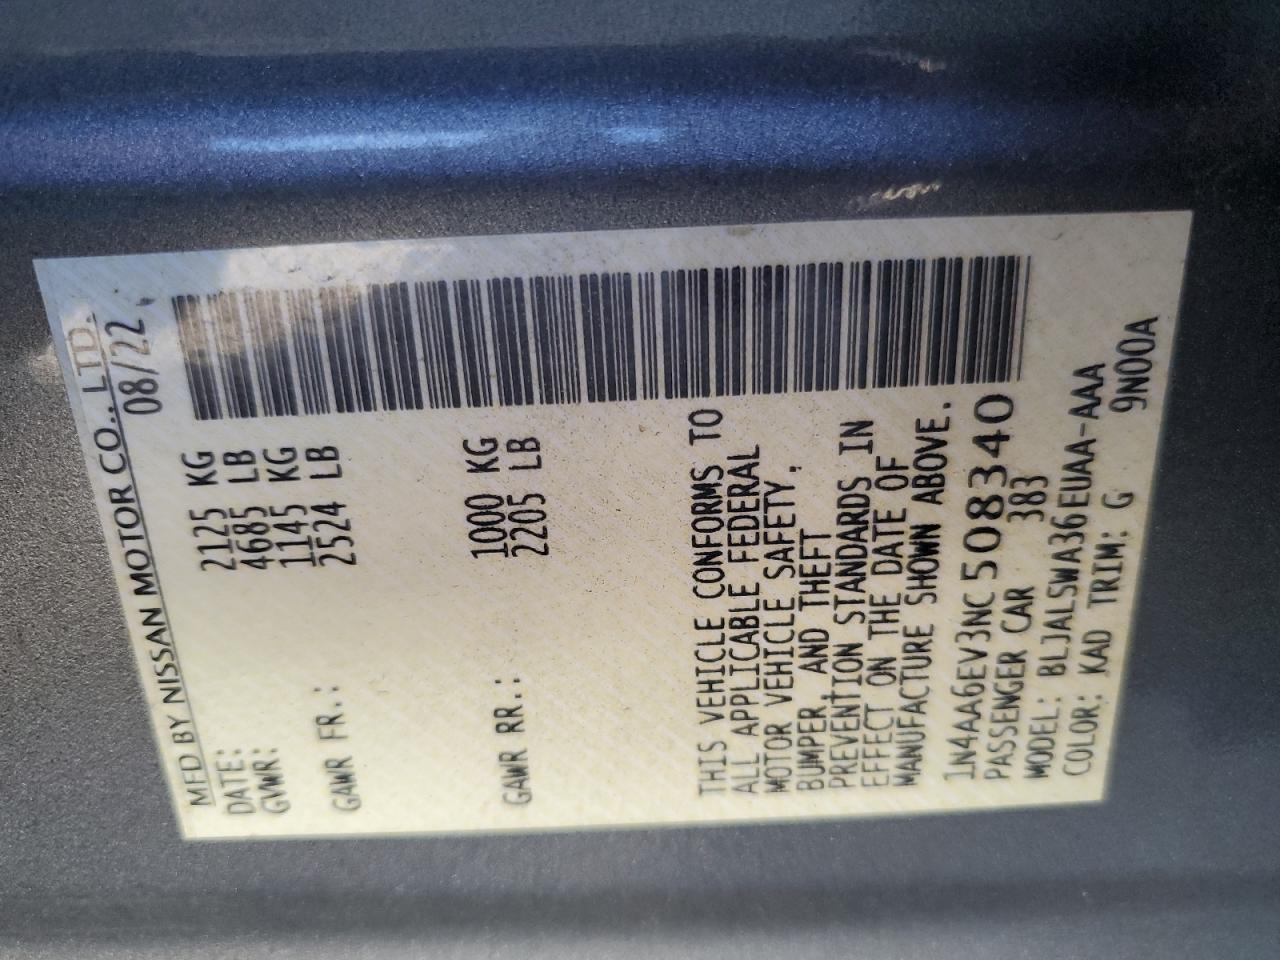 MFD BY NISSAN MOTOR CO., LTD.
DATE: 08/22
GVWR: 2125 KG
4685 LB
GAWR FR.: 1145 KG
2524 LB
GAWR RR.: 1000 KG
2205 LB
THIS VEHICLE CONFORMS TO
ALL APPLICABLE FEDERAL
MOTOR VEHICLE SAFETY,
BUMPER, AND THEFT
PREVENTION STANDARDS IN
EFFECT ON THE DATE OF
MANUFACTURE SHOWN ABOVE.
1N4AA6EV3NC508340
PASSENGER CAR 383
MODEL: BLJALSWA36EUAA-AAA
COLOR: KAD TRIM: G 9N00A